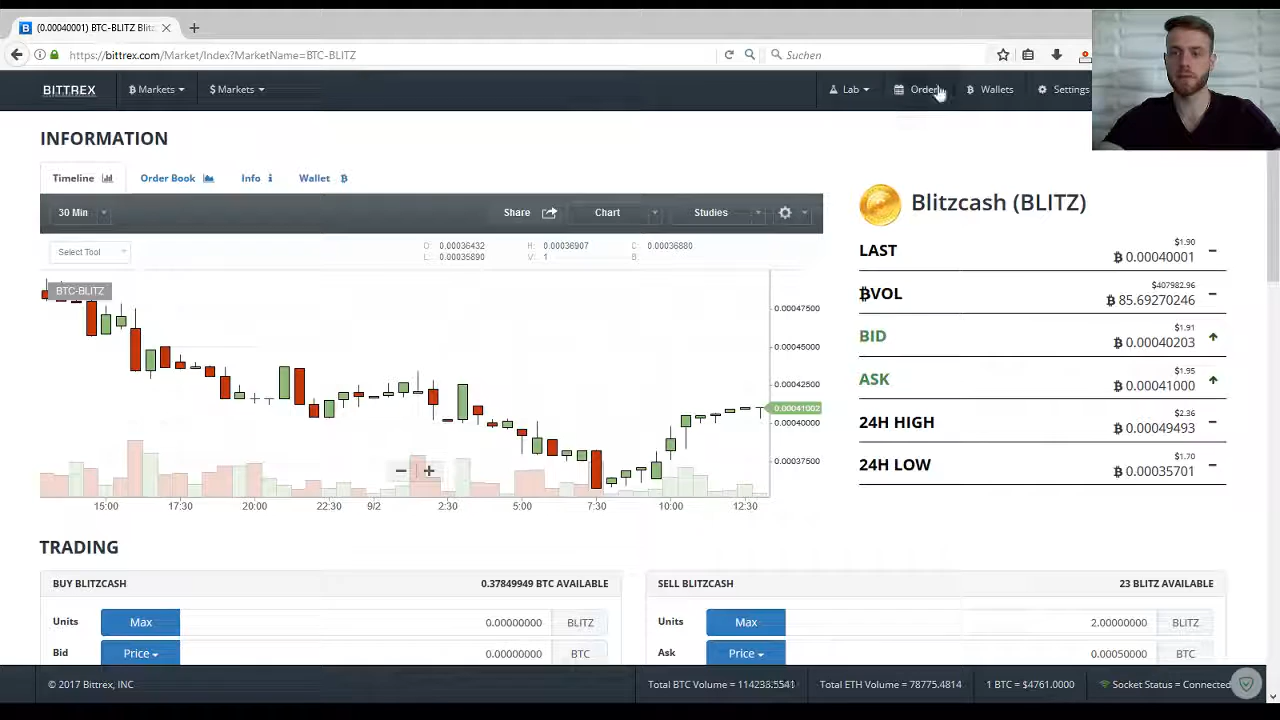 (0.00040001) BTC-BLITZ Blitz
https://bittrex.com/Market/Index?MarketName=BTC-BLITZ
Suchen
BITTREX
B Markets
$ Markets
Lab
Orders
Wallets
Settings
INFORMATION
Timeline
Order Book
Info
Wallet
30 Min
Share
Chart
Studies
Select Tool
O: 0.00036432 H: 0.00036907 C: 0.00036880
L: 0.00035890 V: 1 B
BTC-BLITZ
0.00047500
0.00045000
0.00042500
0.00041002
0.00040000
0.00037500
15:00 17:30 20:00 22:30 9/2 2:30 5:00 7:30 10:00 12:30
Blitzcash (BLITZ)
$1.90
LAST ₿ 0.00040001
$407982.96
₿VOL ₿ 85.69270246
$1.91
BID ₿ 0.00040203
$1.95
ASK ₿ 0.00041000
$2.36
24H HIGH ₿ 0.00049493
$1.70
24H LOW ₿ 0.00035701
TRADING
BUY BLITZCASH 0.37849949 BTC AVAILABLE
Units Max 0.00000000 BLITZ
Bid Price 0.00000000 BTC
SELL BLITZCASH 23 BLITZ AVAILABLE
Units Max 2.00000000 BLITZ
Ask Price 0.00050000 BTC
© 2017 Bittrex, INC
Total BTC Volume = 114238.5541
Total ETH Volume = 78775.4814
1 BTC = $4761.0000
Socket Status = Connected